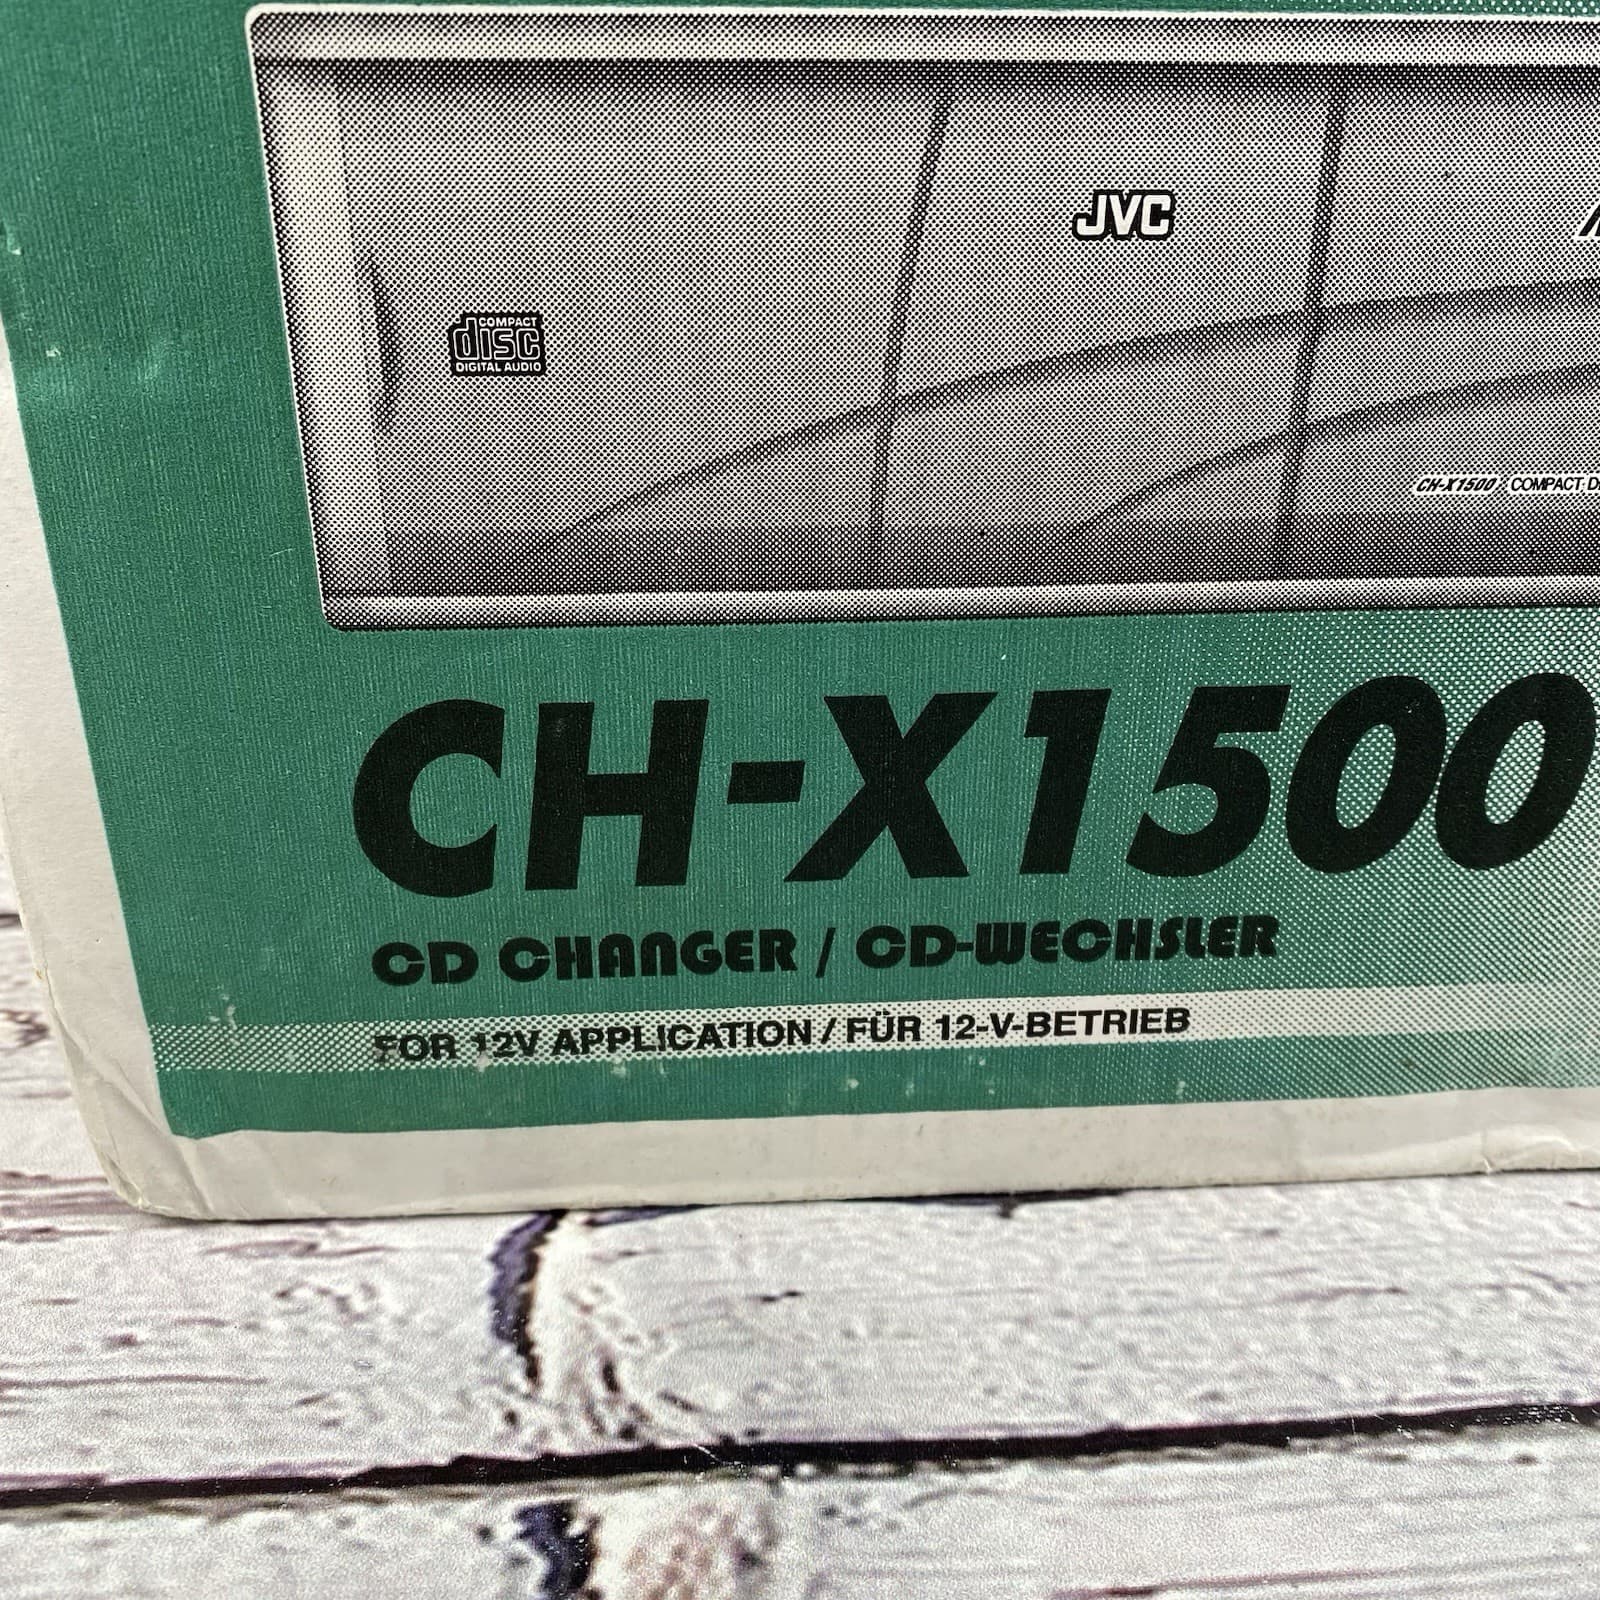 JVC
COMPACT
disc
DIGITAL AUDIO
CH-X1500 COMPACT
CH-X1500
CD CHANGER / CD-WECHSLER
FOR 12V APPLICATION / FÜR 12-V-BETRIEB